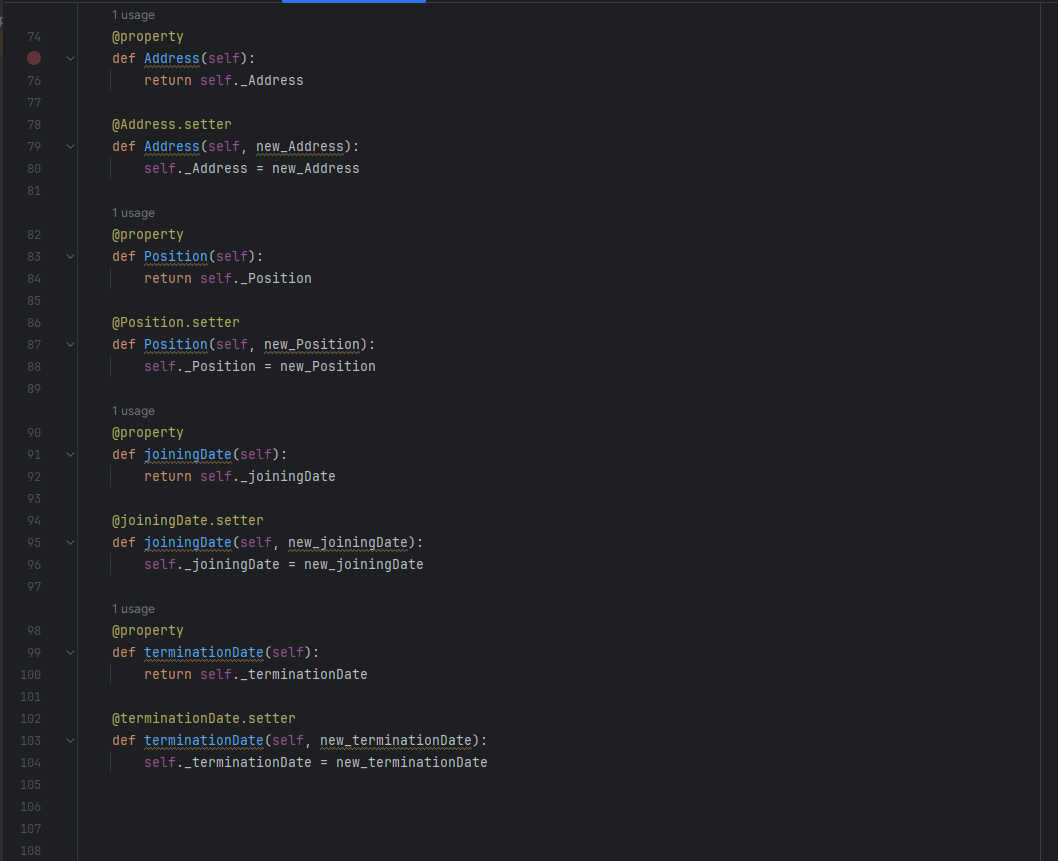 1 usage
74 @property
def Address(self):
76 return self._Address
77
78 @Address.setter
79 def Address(self, new_Address):
80 self._Address = new_Address
81
1 usage
82 @property
83 def Position(self):
84 return self._Position
85
86 @Position.setter
87 def Position(self, new_Position):
88 self._Position = new_Position
89
1 usage
90 @property
91 def joiningDate(self):
92 return self._joiningDate
93
94 @joiningDate.setter
95 def joiningDate(self, new_joiningDate):
96 self._joiningDate = new_joiningDate
97
1 usage
98 @property
99 def terminationDate(self):
100 return self._terminationDate
101
102 @terminationDate.setter
103 def terminationDate(self, new_terminationDate):
104 self._terminationDate = new_terminationDate
105
106
107
108